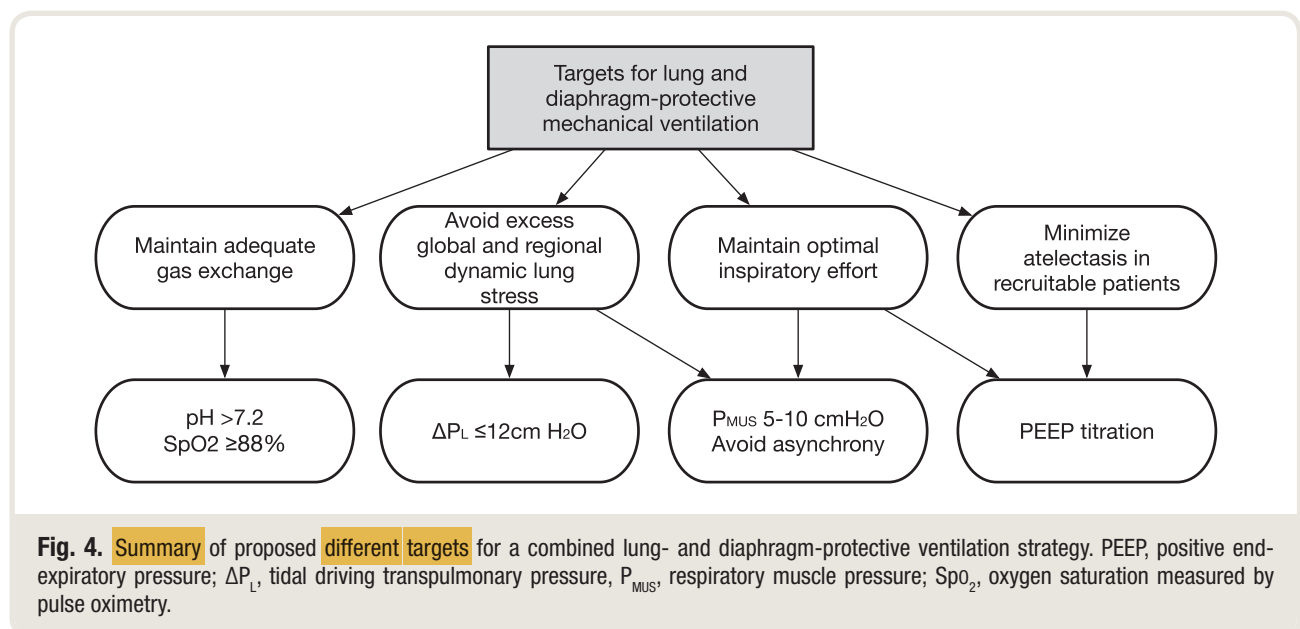 Targets for lung and
diaphragm-protective
mechanical ventilation
Maintain adequate
gas exchange
Avoid excess
global and regional
dynamic lung
stress
Maintain optimal
inspiratory effort
Minimize
atelectasis in
recruitable patients
pH >7.2
SpO2 ≥88%
ΔPL ≤12cm H2O
PMUS 5-10 cmH2O
Avoid asynchrony
PEEP titration
Fig. 4. Summary of proposed different targets for a combined lung- and diaphragm-protective ventilation strategy. PEEP, positive end-
expiratory pressure; ΔPL, tidal driving transpulmonary pressure, PMUS, respiratory muscle pressure; SpO2, oxygen saturation measured by
pulse oximetry.